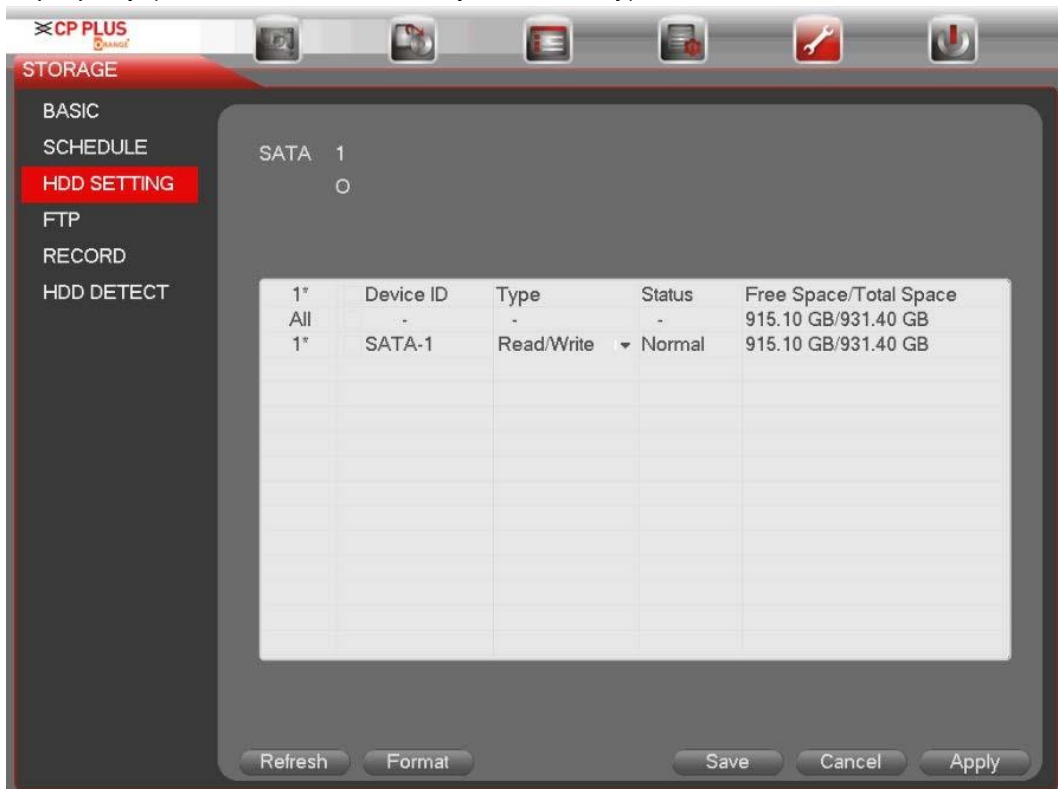 CP PLUS
ORANGE
STORAGE
BASIC
SCHEDULE
HDD SETTING
FTP
RECORD
HDD DETECT
SATA 1
O
1* Device ID Type Status Free Space/Total Space
All - - - 915.10 GB/931.40 GB
1* SATA-1 Read/Write Normal 915.10 GB/931.40 GB
Refresh Format Save Cancel Apply